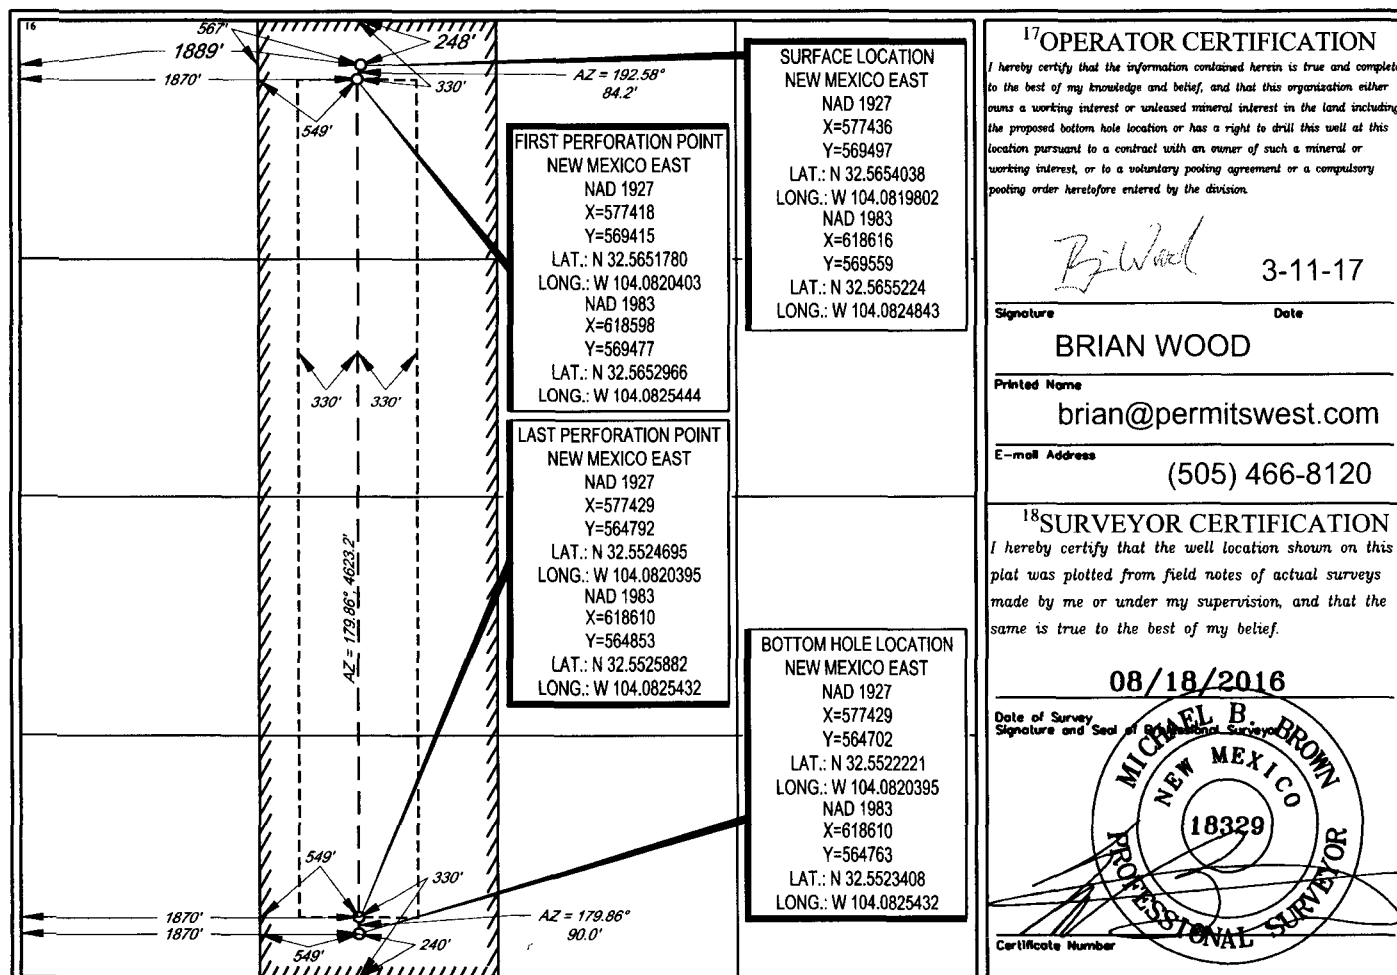 16
567'
1889'
248'
1870'
330'
549'
AZ = 192.58°
84.2'
FIRST PERFORATION POINT
NEW MEXICO EAST
NAD 1927
X=577418
Y=569415
LAT.: N 32.5651780
LONG.: W 104.0820403
NAD 1983
X=618598
Y=569477
LAT.: N 32.5652966
LONG.: W 104.0825444
SURFACE LOCATION
NEW MEXICO EAST
NAD 1927
X=577436
Y=569497
LAT.: N 32.5654038
LONG.: W 104.0819802
NAD 1983
X=618616
Y=569559
LAT.: N 32.5655224
LONG.: W 104.0824843
330'
330'
AZ = 179.86°, 4623.2'
LAST PERFORATION POINT
NEW MEXICO EAST
NAD 1927
X=577429
Y=564792
LAT.: N 32.5524695
LONG.: W 104.0820395
NAD 1983
X=618610
Y=564853
LAT.: N 32.5525882
LONG.: W 104.0825432
BOTTOM HOLE LOCATION
NEW MEXICO EAST
NAD 1927
X=577429
Y=564702
LAT.: N 32.5522221
LONG.: W 104.0820395
NAD 1983
X=618610
Y=564763
LAT.: N 32.5523408
LONG.: W 104.0825432
549'
330'
1870'
1870'
549'
240'
AZ = 179.86°
90.0'
17OPERATOR CERTIFICATION
I hereby certify that the information contained herein is true and complete
to the best of my knowledge and belief, and that this organization either
owns a working interest or unleased mineral interest in the land including
the proposed bottom hole location or has a right to drill this well at this
location pursuant to a contract with an owner of such a mineral or
working interest, or to a voluntary pooling agreement or a compulsory
pooling order heretofore entered by the division.
3-11-17
Signature Date
BRIAN WOOD
Printed Name
brian@permitswest.com
E-mail Address
(505) 466-8120
18SURVEYOR CERTIFICATION
I hereby certify that the well location shown on this
plat was plotted from field notes of actual surveys
made by me or under my supervision, and that the
same is true to the best of my belief.
08/18/2016
Date of Survey
Signature and Seal of Professional Surveyor
MICHAEL B. BROWN
NEW MEXICO
18329
PROFESSIONAL SURVEYOR
Certificate Number